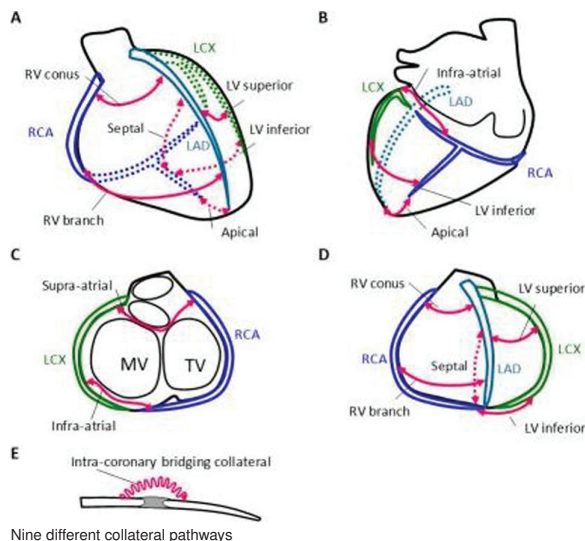 A
LCX
RV conus
LV superior
Septal
RCA
LAD
LV inferior
RV branch
Apical
B
Infra-atrial
LCX
LAD
RCA
LV inferior
Apical
C
Supra-atrial
RCA
LCX
MV
TV
Infra-atrial
D
RV conus
LV superior
LCX
RCA
Septal
LAD
RV branch
LV inferior
E
Intra-coronary bridging collateral
Nine different collateral pathways